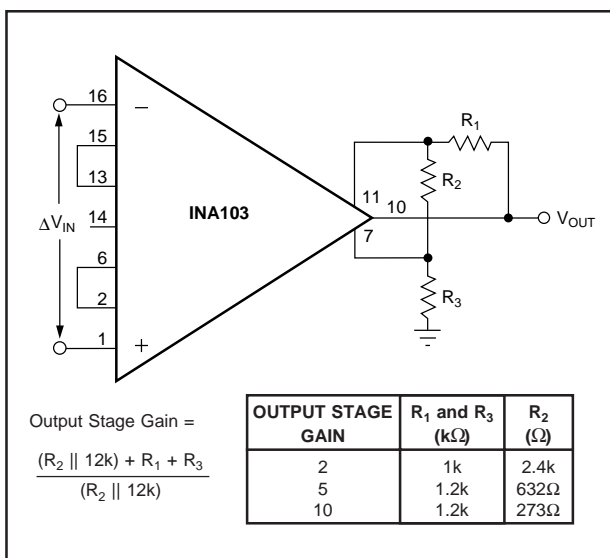 16
–
15
13
ΔV_IN
14
6
2
1
+
INA103
11
10
7
R_1
R_2
R_3
V_OUT
Output Stage Gain =
(R_2 || 12k) + R_1 + R_3
(R_2 || 12k)
OUTPUT STAGE GAIN | R_1 and R_3 (kΩ) | R_2 (Ω)
2 | 1k | 2.4k
5 | 1.2k | 632Ω
10 | 1.2k | 273Ω